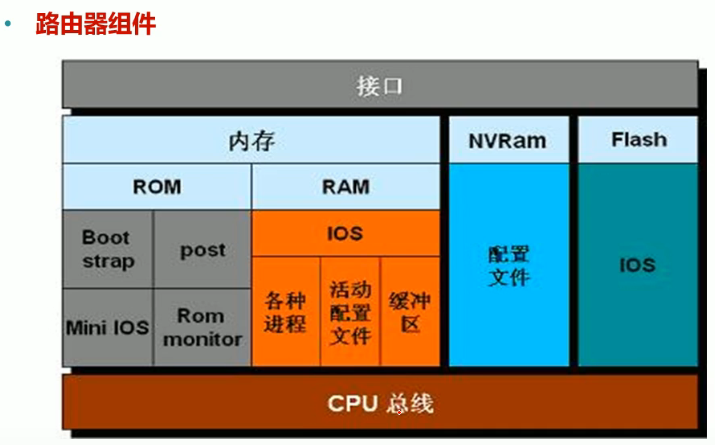 路由器组件
接口
内存
NVRam
Flash
ROM
RAM
Boot
strap
post
IOS
Mini IOS
Rom
monitor
各种
进程
活动
配置
文件
缓冲
区
配置
文件
IOS
CPU 总线